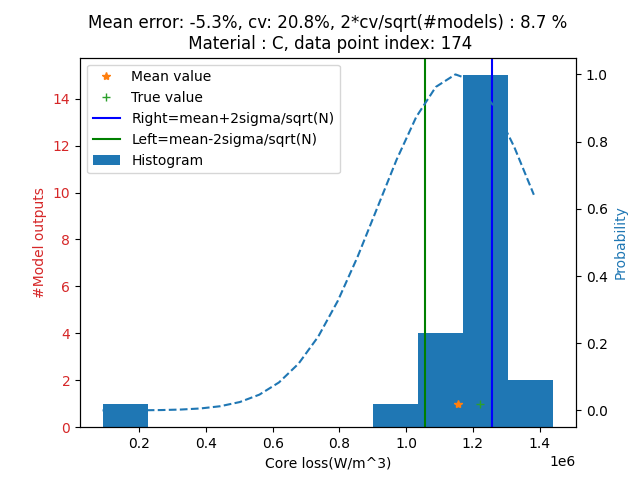 Mean error: -5.3%, cv: 20.8%, 2*cv/sqrt(#models) : 8.7 %
Material : C, data point index: 174
Mean value
True value
Right=mean+2sigma/sqrt(N)
Left=mean-2sigma/sqrt(N)
Histogram
#Model outputs
14
12
10
8
6
4
2
0
1.0
0.8
0.6
0.4
0.2
0.0
Probability
0.2
0.4
0.6
0.8
1.0
1.2
1.4
1e6
Core loss(W/m^3)